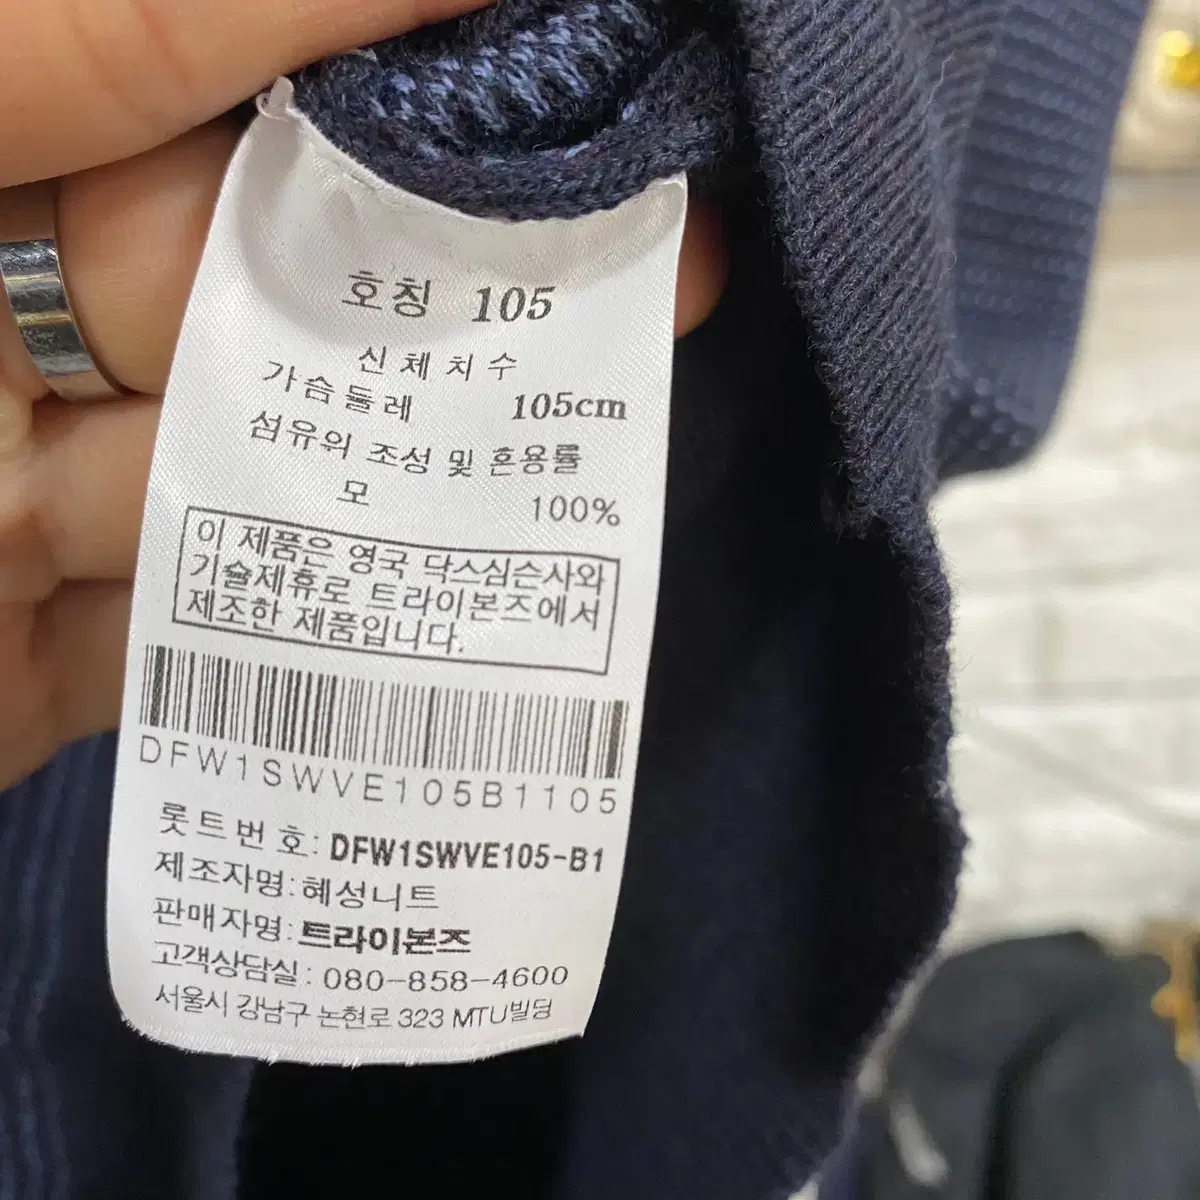 호칭 105
신체치수
가슴둘레 105cm
섬유위 조성 및 혼용률
모 100%
이 제품은 영국 닥스심슨사와
기술제휴로 트라이본즈에서
제조한 제품입니다.
DFW1SWVE105B1105
롯트번호: DFW1SWVE105-B1
제조자명: 혜성니트
판매자명: 트라이본즈
고객상담실: 080-858-4600
서울시 강남구 논현로 323 MTU빌딩